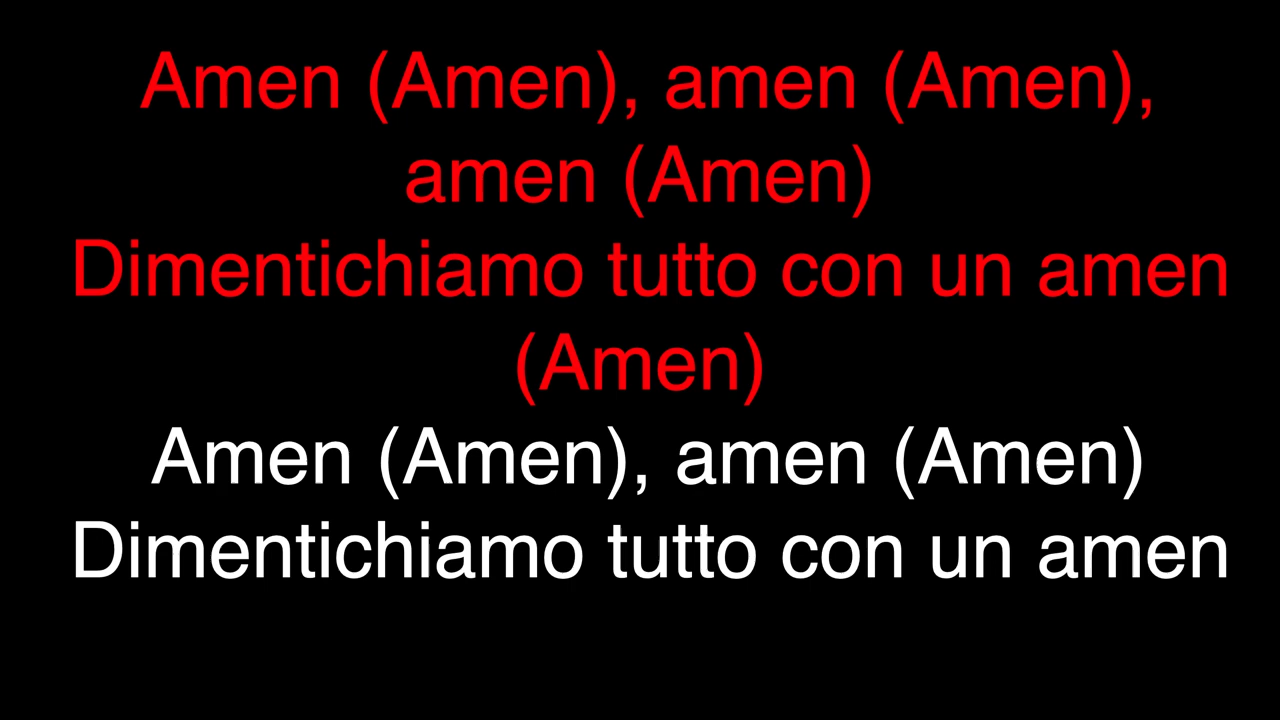 Amen (Amen), amen (Amen),
amen (Amen)
Dimentichiamo tutto con un amen
(Amen)
Amen (Amen), amen (Amen)
Dimentichiamo tutto con un amen